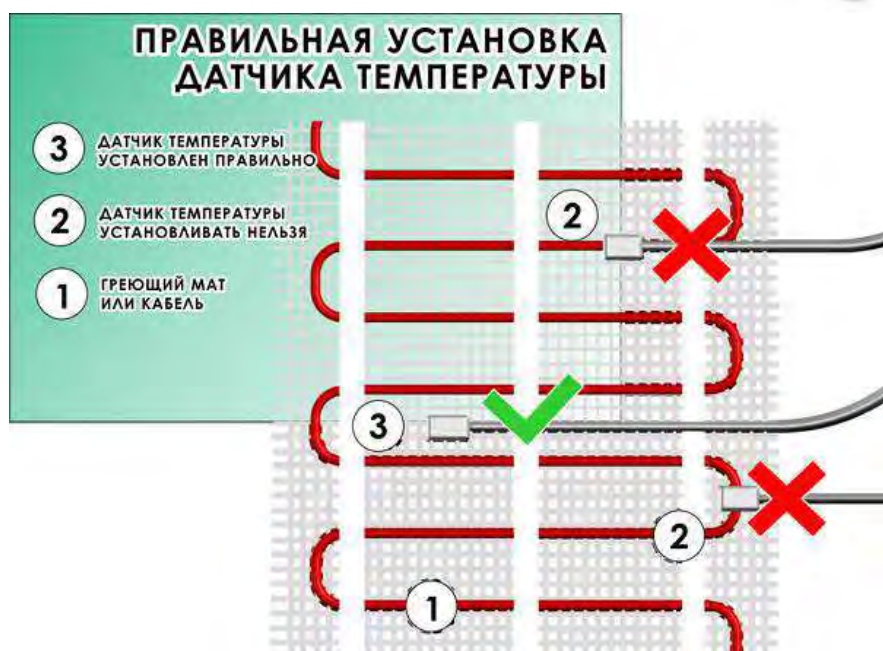 ПРАВИЛЬНАЯ УСТАНОВКА
ДАТЧИКА ТЕМПЕРАТУРЫ
3 ДАТЧИК ТЕМПЕРАТУРЫ
УСТАНОВЛЕН ПРАВИЛЬНО
2 ДАТЧИК ТЕМПЕРАТУРЫ
УСТАНОВЛИВАТЬ НЕЛЬЗЯ
1 ГРЕЮЩИЙ МАТ
ИЛИ КАБЕЛЬ
2
3
2
1